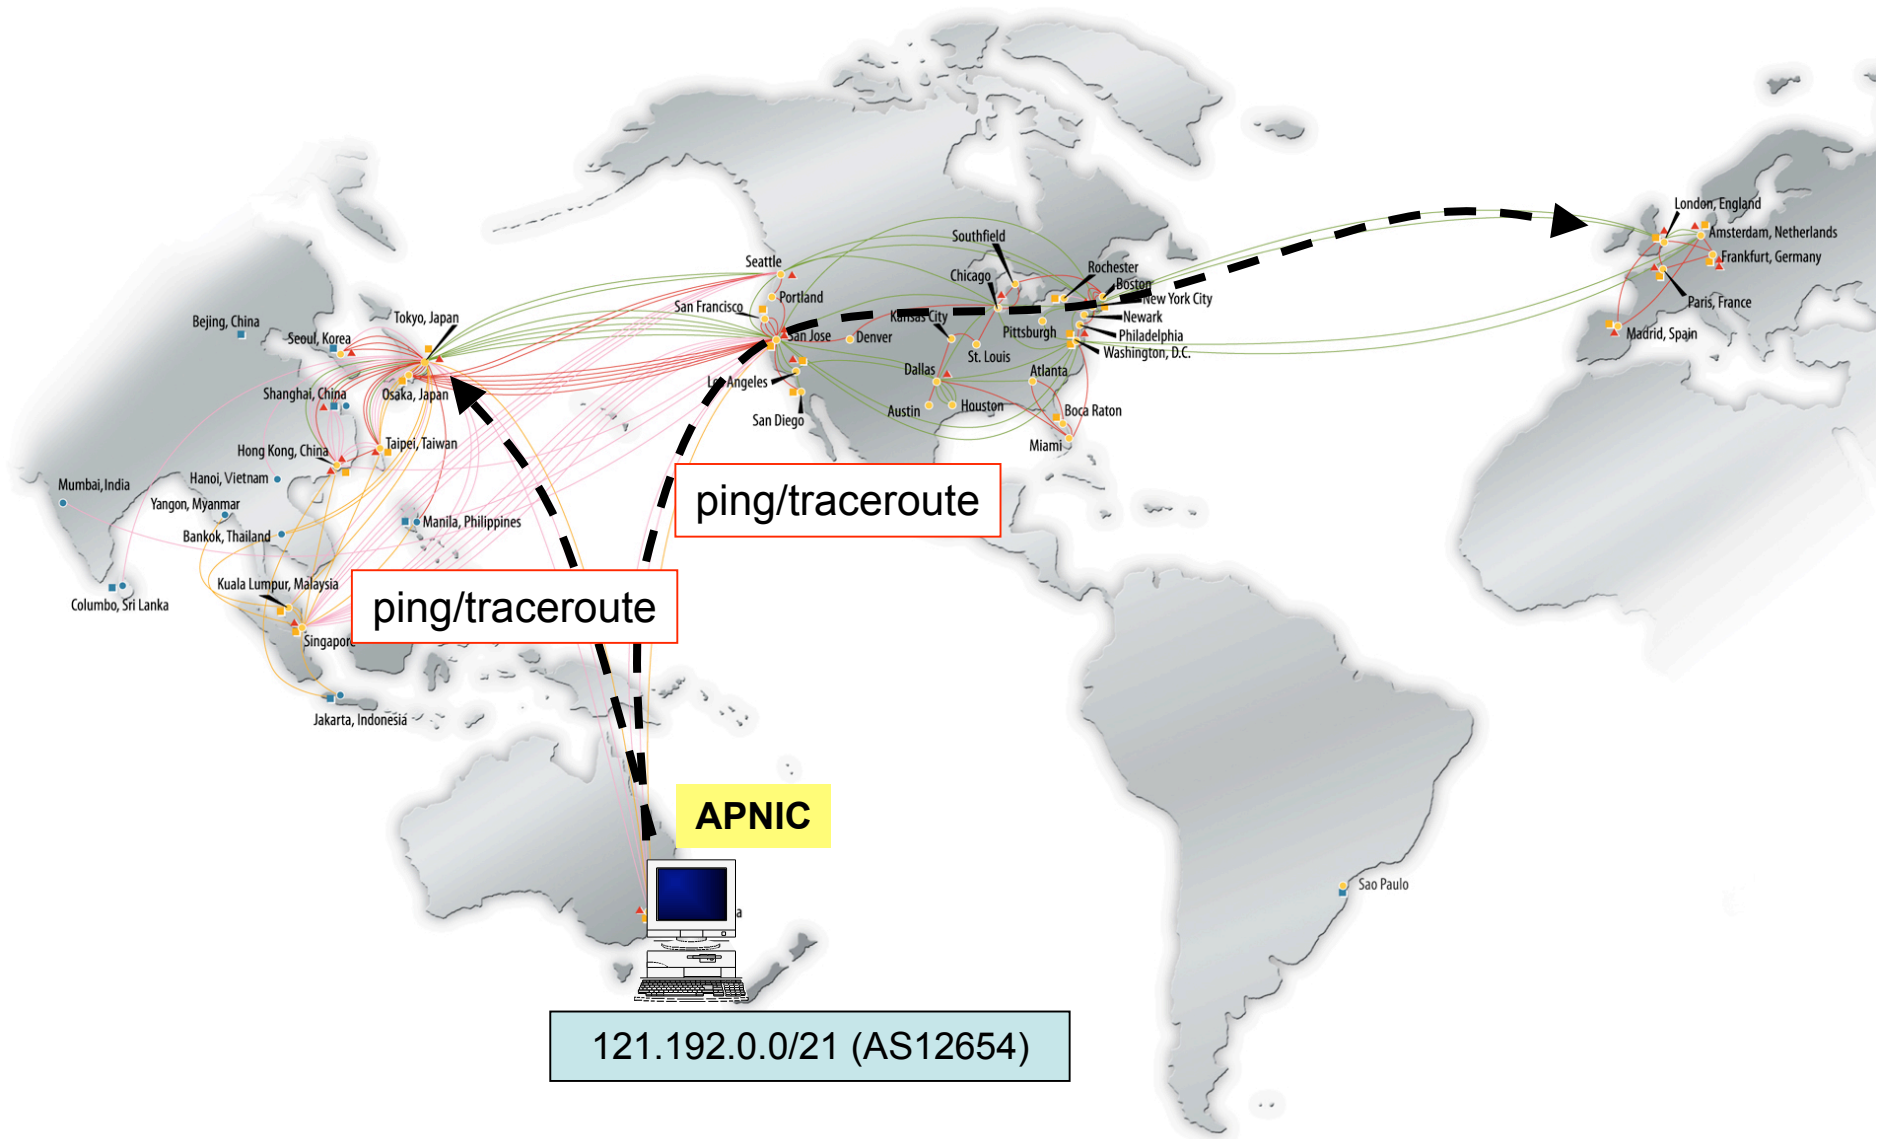 London, England
Amsterdam, Netherlands
Frankfurt, Germany
Paris, France
Madrid, Spain
Southfield
Chicago
Rochester
Boston
New York City
Newark
Philadelphia
Washington, D.C.
Pittsburgh
Seattle
Portland
San Francisco
San Jose
Denver
Kansas City
St. Louis
Los Angeles
San Diego
Dallas
Austin
Houston
Atlanta
Boca Raton
Miami
Bejing, China
Seoul, Korea
Tokyo, Japan
Osaka, Japan
Shanghai, China
Hong Kong, China
Taipei, Taiwan
Hanoi, Vietnam
Mumbai, India
Yangon, Myanmar
Bankok, Thailand
Manila, Philippines
Kuala Lumpur, Malaysia
Columbo, Sri Lanka
Singapore
Jakarta, Indonesia
ping/traceroute
ping/traceroute
APNIC
a
Sao Paulo
121.192.0.0/21 (AS12654)